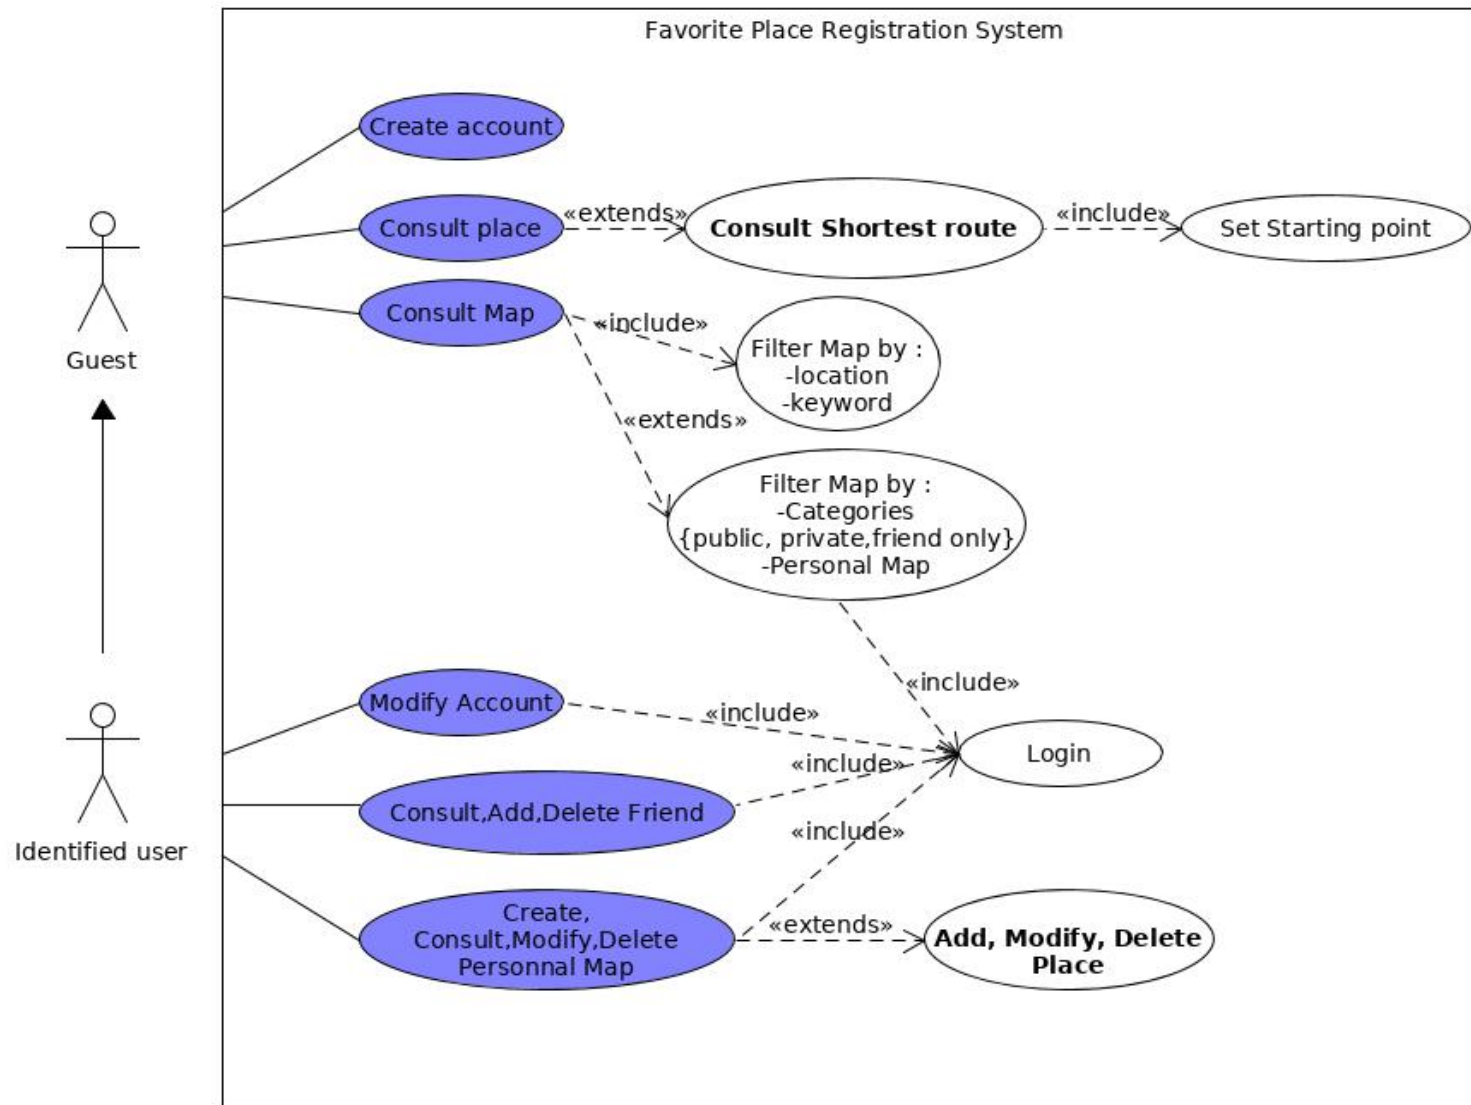 Favorite Place Registration System
Create account
Consult place
«extends»
Consult Shortest route
«include»
Set Starting point
Consult Map
«include»
Filter Map by :
-location
-keyword
Guest
«extends»
Filter Map by :
-Categories
{public, private,friend only}
-Personal Map
«include»
Modify Account
«include»
Login
«include»
Consult,Add,Delete Friend
«include»
Identified user
Create,
Consult,Modify,Delete
Personnal Map
«extends»
Add, Modify, Delete
Place